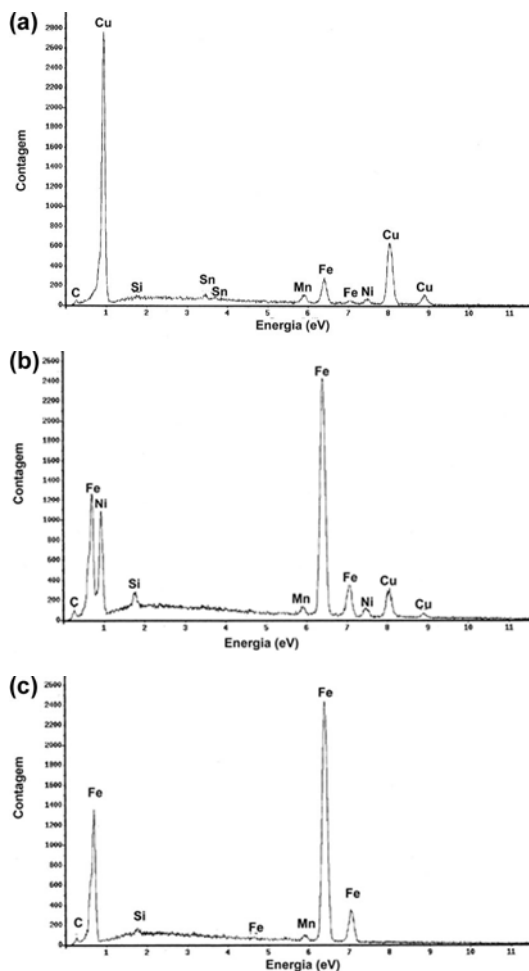 (a)
Cu
2800
2600
2400
2200
2000
1800
1600
1400
1200
1000
800
600
400
200
0
Contagem
C
Si
Sn
Sn
Mn
Fe
Fe
Ni
Cu
Cu
1 2 3 4 5 6 7 8 9 10 11
Energia (eV)
(b)
2600
2400
2200
2000
1800
1600
1400
1200
1000
800
600
400
200
0
Contagem
C
Fe
Ni
Si
Mn
Fe
Fe
Ni
Cu
Cu
1 2 3 4 5 6 7 8 9 10 11
Energia (eV)
(c)
2600
2400
2200
2000
1800
1600
1400
1200
1000
800
600
400
200
0
Contagem
C
Fe
Si
Fe
Mn
Fe
Fe
1 2 3 4 5 6 7 8 9 10 11
Energia (eV)